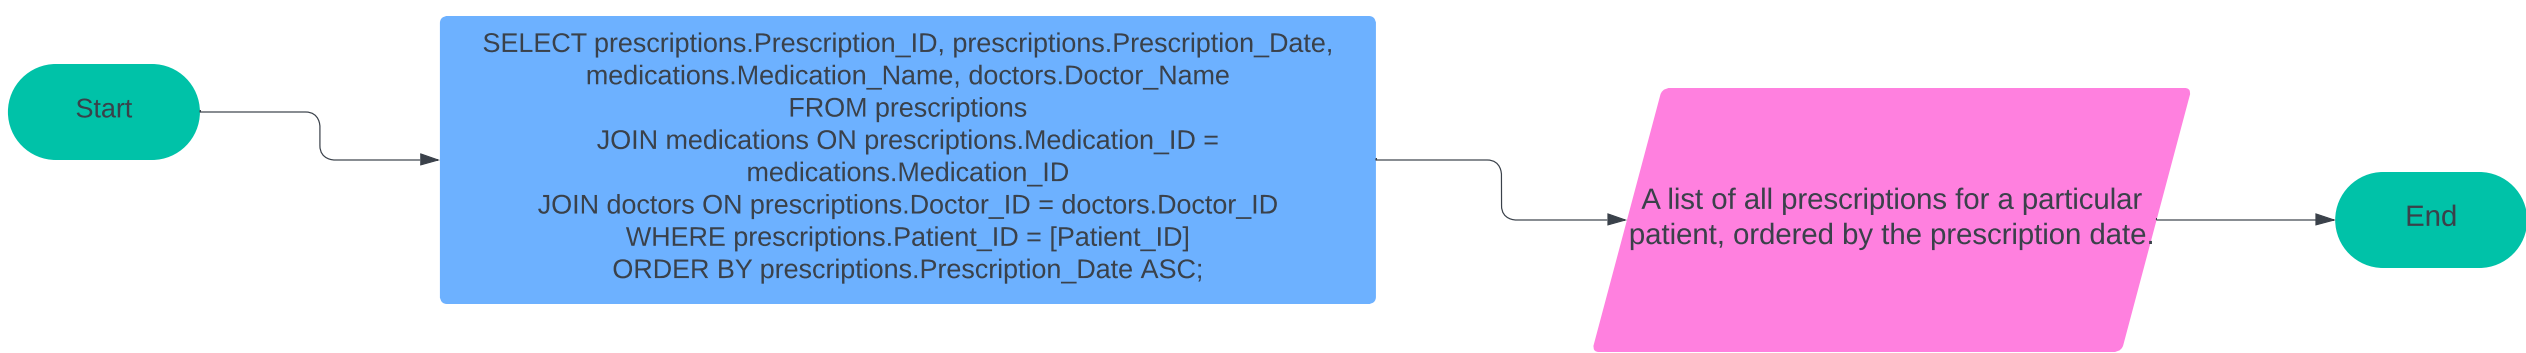 Start
SELECT prescriptions.Prescription_ID, prescriptions.Prescription_Date,
medications.Medication_Name, doctors.Doctor_Name
FROM prescriptions
JOIN medications ON prescriptions.Medication_ID =
medications.Medication_ID
JOIN doctors ON prescriptions.Doctor_ID = doctors.Doctor_ID
WHERE prescriptions.Patient_ID = [Patient_ID]
ORDER BY prescriptions.Prescription_Date ASC;
A list of all prescriptions for a particular
patient, ordered by the prescription date.
End